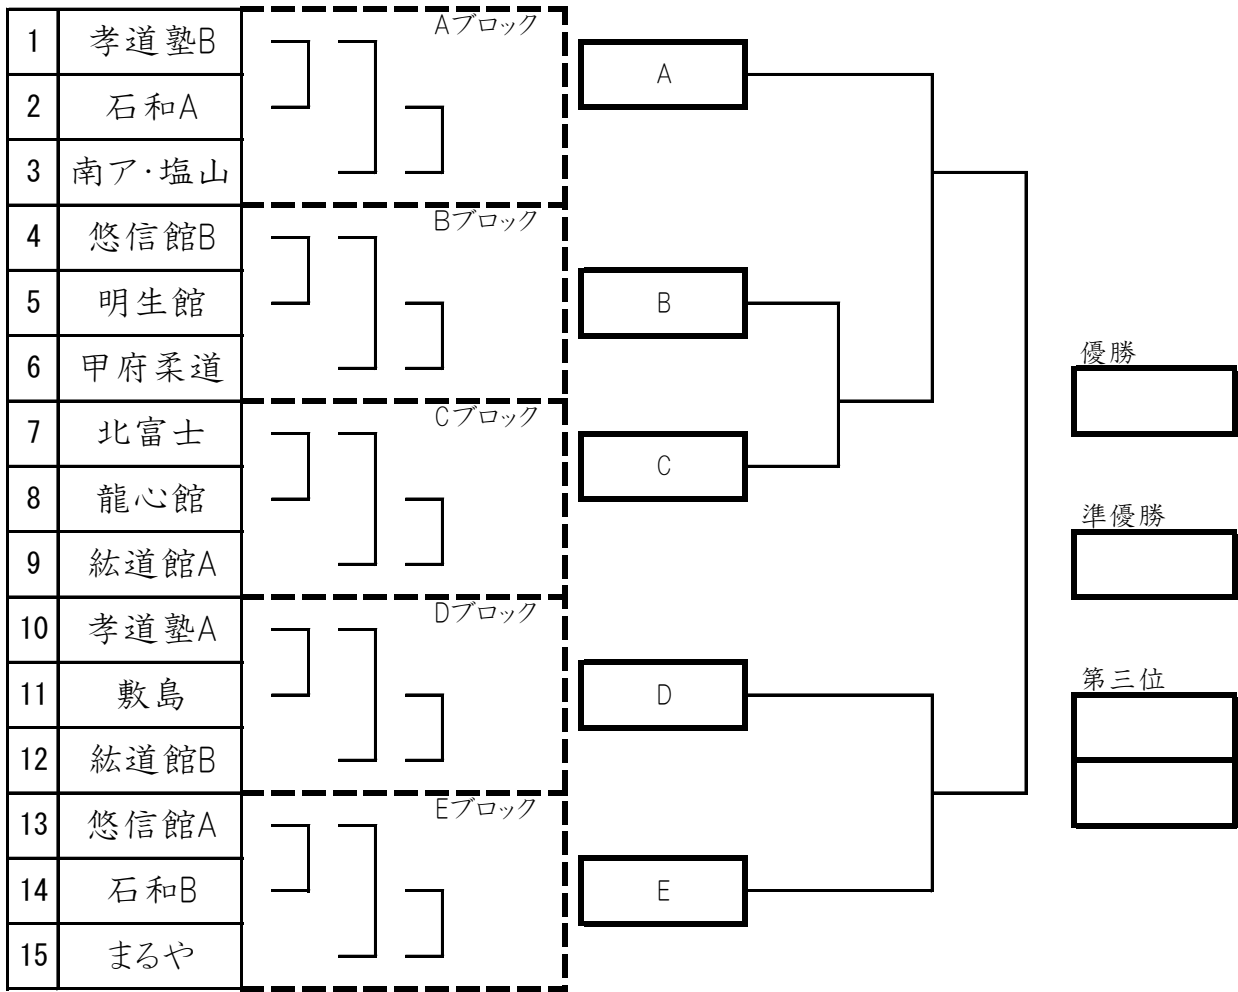 Aブロック
1 孝道塾B
2 石和A
3 南ア・塩山
A
Bブロック
4 悠信館B
5 明生館
6 甲府柔道
B
Cブロック
7 北富士
8 龍心館
9 紘道館A
C
Dブロック
10 孝道塾A
11 敷島
12 紘道館B
D
Eブロック
13 悠信館A
14 石和B
15 まるや
E
優勝
準優勝
第三位